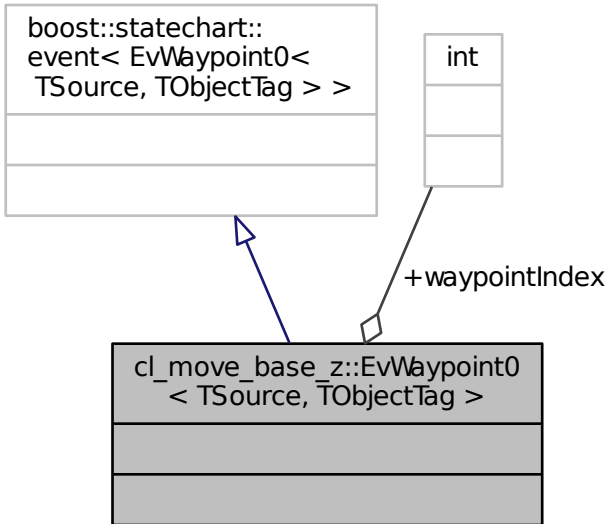 boost::statechart::
event< EvWaypoint0<
TSource, TObjectTag > >
int
+waypointIndex
cl_move_base_z::EvWaypoint0
< TSource, TObjectTag >